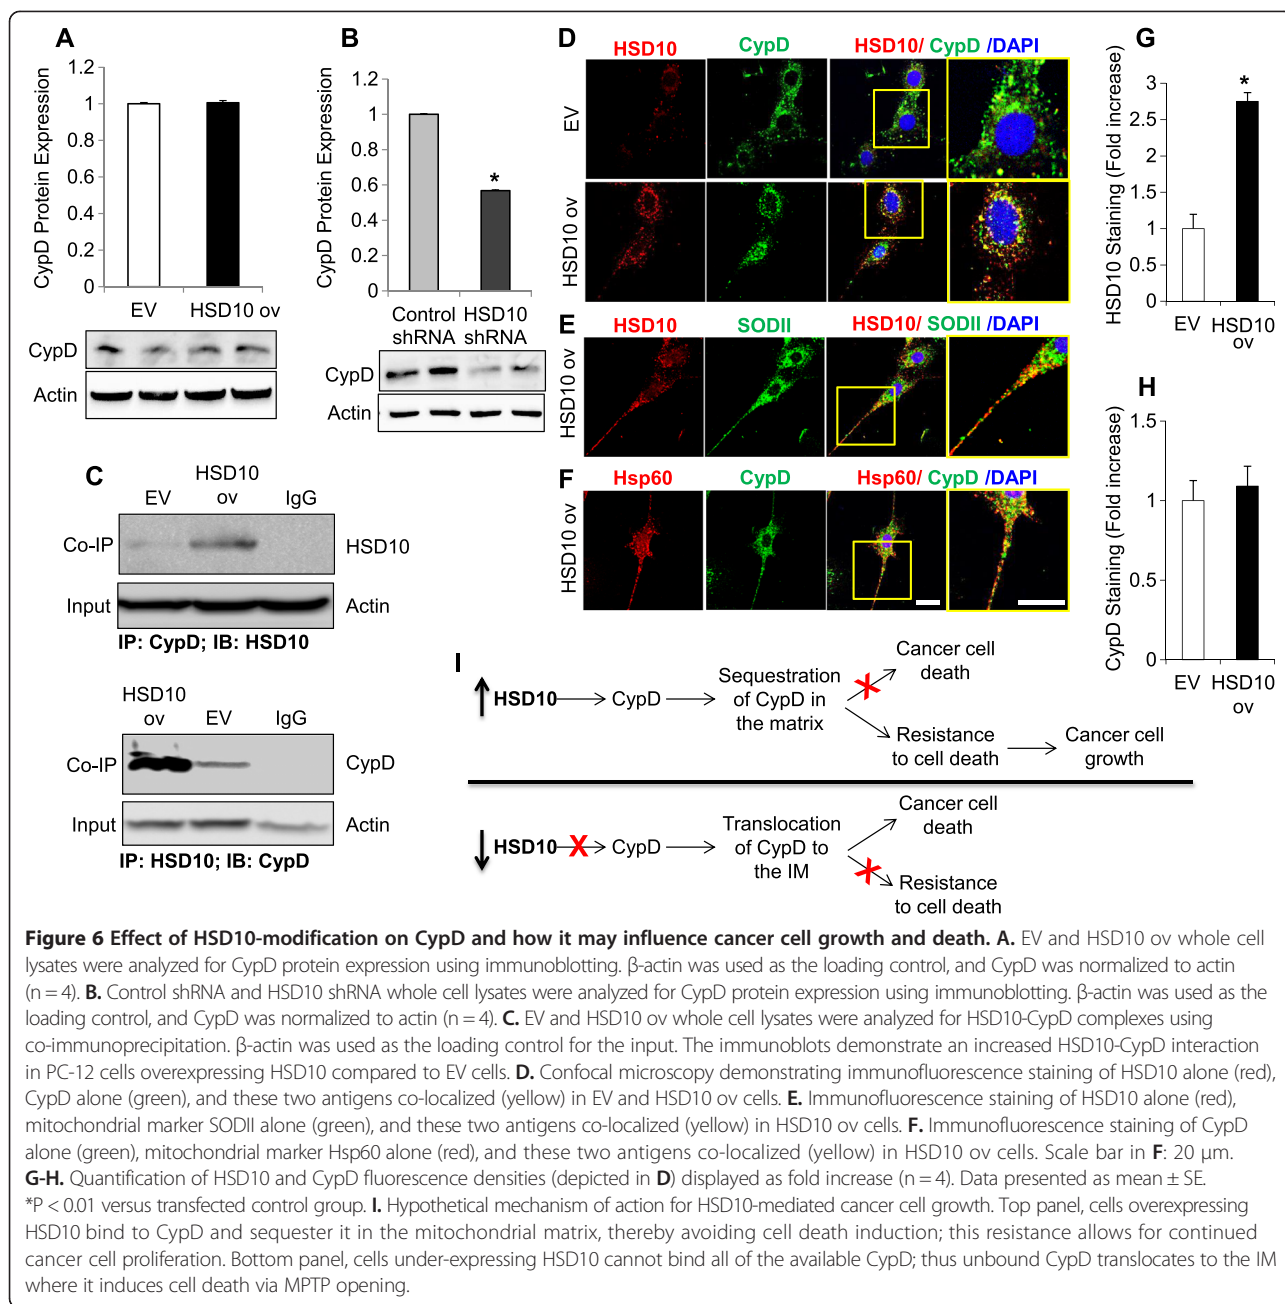 A
CypD Protein Expression
1.2
1
0.8
0.6
0.4
0.2
0
EV
HSD10 ov
CypD
Actin
B
CypD Protein Expression
1.2
1
0.8
0.6
0.4
0.2
0
*
Control shRNA
HSD10 shRNA
CypD
Actin
C
EV
HSD10 ov
IgG
Co-IP
HSD10
Input
Actin
IP: CypD; IB: HSD10
HSD10 ov
EV
IgG
Co-IP
CypD
Input
Actin
IP: HSD10; IB: CypD
D
HSD10
CypD
HSD10/ CypD /DAPI
EV
HSD10 ov
E
HSD10
SODII
HSD10/ SODII /DAPI
HSD10 ov
F
Hsp60
CypD
Hsp60/ CypD /DAPI
HSD10 ov
G
HSD10 Staining (Fold increase)
3
2.5
2
1.5
1
0.5
0
*
EV
HSD10 ov
H
CypD Staining (Fold increase)
1.5
1
0.5
0
EV
HSD10 ov
I
HSD10
CypD
Sequestration
of CypD in
the matrix
X
Cancer cell
death
Resistance
to cell death
Cancer cell
growth
HSD10
X
CypD
Translocation
of CypD to
the IM
Cancer cell
death
X
Resistance
to cell death
Figure 6 Effect of HSD10-modification on CypD and how it may influence cancer cell growth and death. A. EV and HSD10 ov whole cell
lysates were analyzed for CypD protein expression using immunoblotting. β-actin was used as the loading control, and CypD was normalized to actin
(n = 4). B. Control shRNA and HSD10 shRNA whole cell lysates were analyzed for CypD protein expression using immunoblotting. β-actin was used as the
loading control, and CypD was normalized to actin (n = 4). C. EV and HSD10 ov whole cell lysates were analyzed for HSD10-CypD complexes using
co-immunoprecipitation. β-actin was used as the loading control for the input. The immunoblots demonstrate an increased HSD10-CypD interaction
in PC-12 cells overexpressing HSD10 compared to EV cells. D. Confocal microscopy demonstrating immunofluorescence staining of HSD10 alone (red),
CypD alone (green), and these two antigens co-localized (yellow) in EV and HSD10 ov cells. E. Immunofluorescence staining of HSD10 alone (red),
mitochondrial marker SODII alone (green), and these two antigens co-localized (yellow) in HSD10 ov cells. F. Immunofluorescence staining of CypD
alone (green), mitochondrial marker Hsp60 alone (red), and these two antigens co-localized (yellow) in HSD10 ov cells. Scale bar in F: 20 μm.
G-H. Quantification of HSD10 and CypD fluorescence densities (depicted in D) displayed as fold increase (n = 4). Data presented as mean ± SE.
*P < 0.01 versus transfected control group. I. Hypothetical mechanism of action for HSD10-mediated cancer cell growth. Top panel, cells overexpressing
HSD10 bind to CypD and sequester it in the mitochondrial matrix, thereby avoiding cell death induction; this resistance allows for continued
cancer cell proliferation. Bottom panel, cells under-expressing HSD10 cannot bind all of the available CypD; thus unbound CypD translocates to the IM
where it induces cell death via MPTP opening.